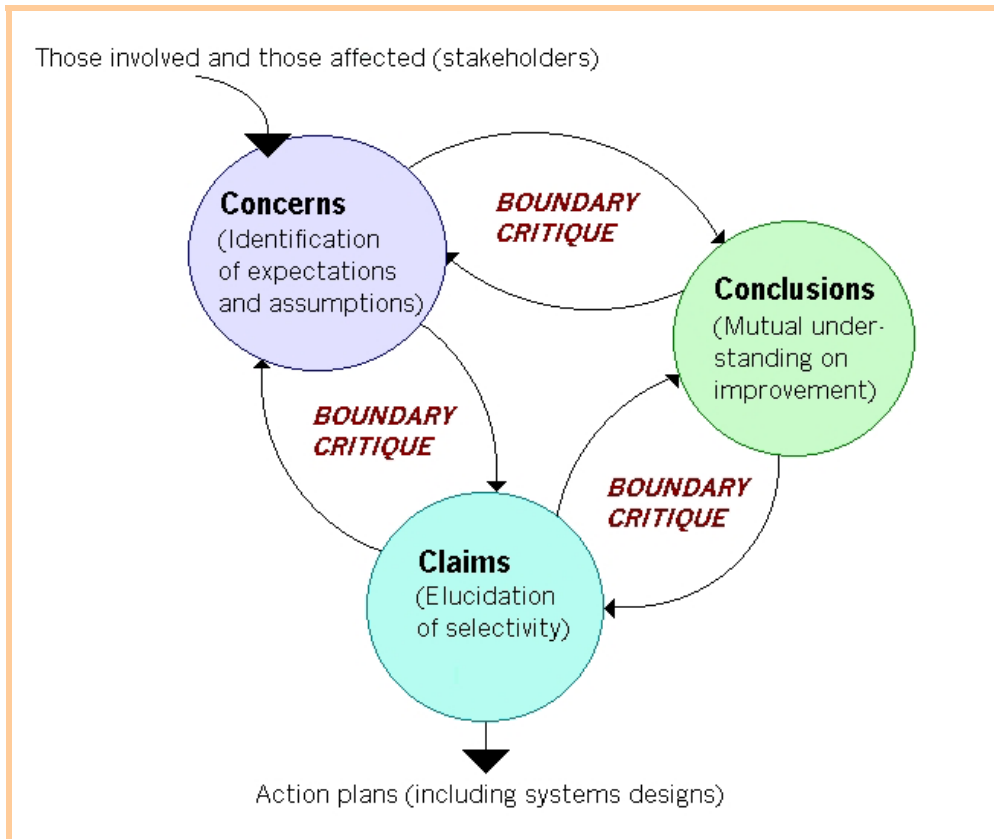 Those involved and those affected (stakeholders)
Concerns
(Identification
of expectations
and assumptions)
BOUNDARY
CRITIQUE
Conclusions
(Mutual under-
standing on
improvement)
BOUNDARY
CRITIQUE
BOUNDARY
CRITIQUE
Claims
(Elucidation
of selectivity)
Action plans (including systems designs)